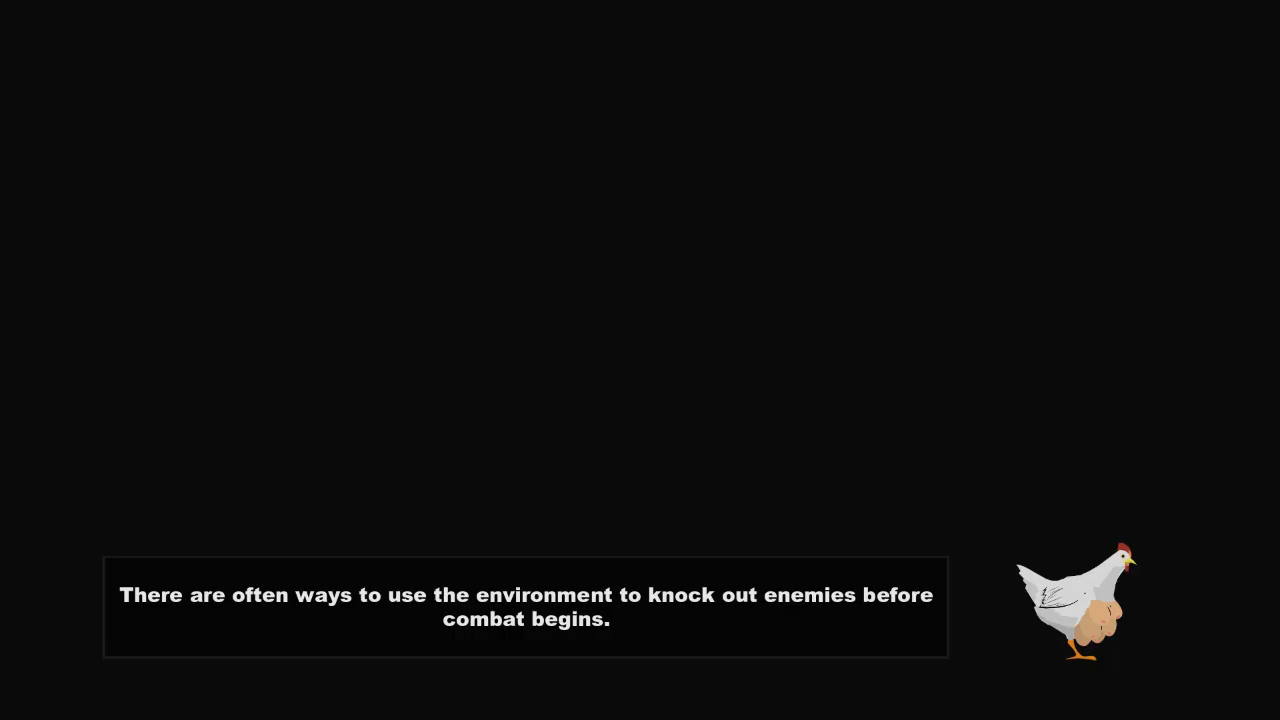 There are often ways to use the environment to knock out enemies before
combat begins.